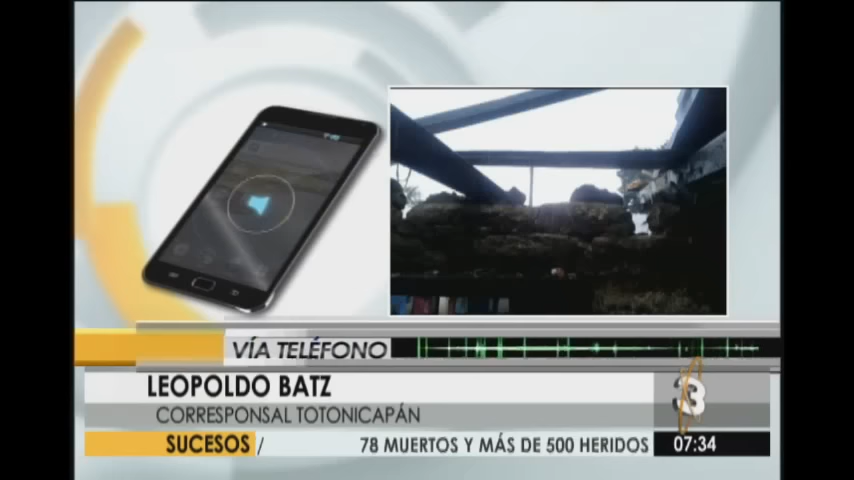 VÍA TELÉFONO
LEOPOLDO BATZ
CORRESPONSAL TOTONICAPÁN
3
SUCESOS / 78 MUERTOS Y MÁS DE 500 HERIDOS 07:34